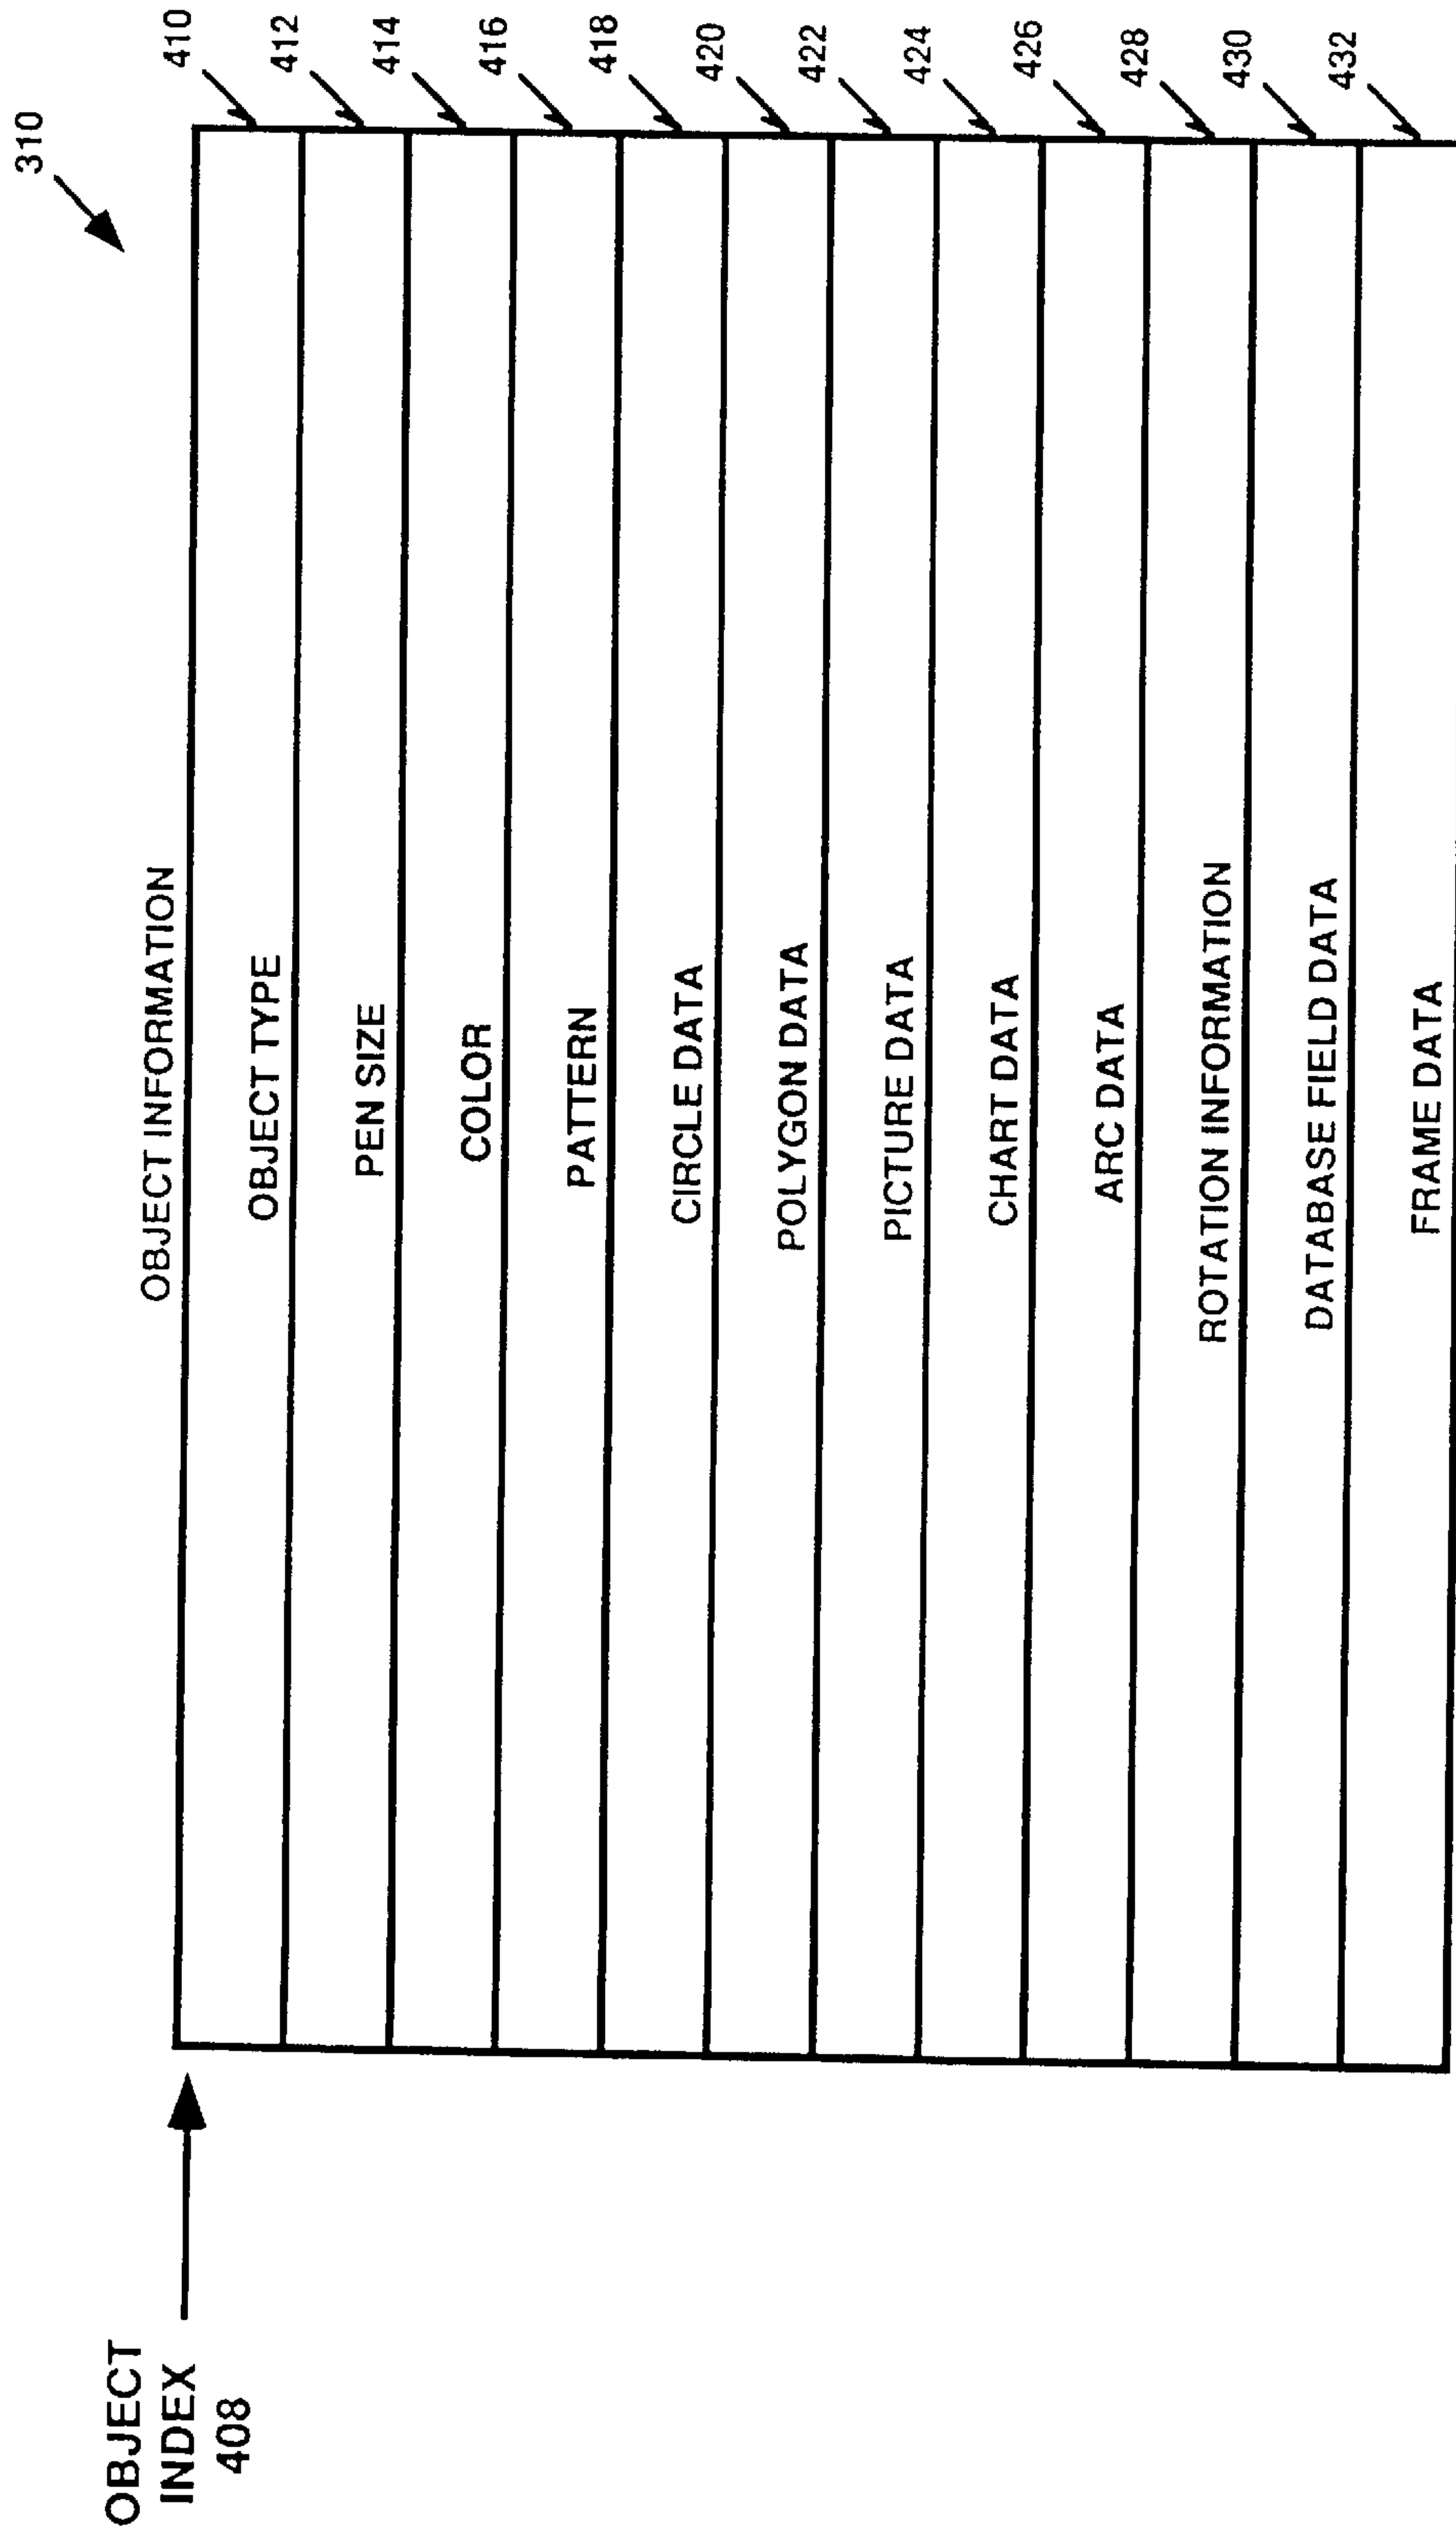 310
OBJECT INFORMATION
OBJECT
INDEX
408
OBJECT TYPE 410
PEN SIZE 412
COLOR 414
PATTERN 416
CIRCLE DATA 418
POLYGON DATA 420
PICTURE DATA 422
CHART DATA 424
ARC DATA 426
ROTATION INFORMATION 428
DATABASE FIELD DATA 430
FRAME DATA 432